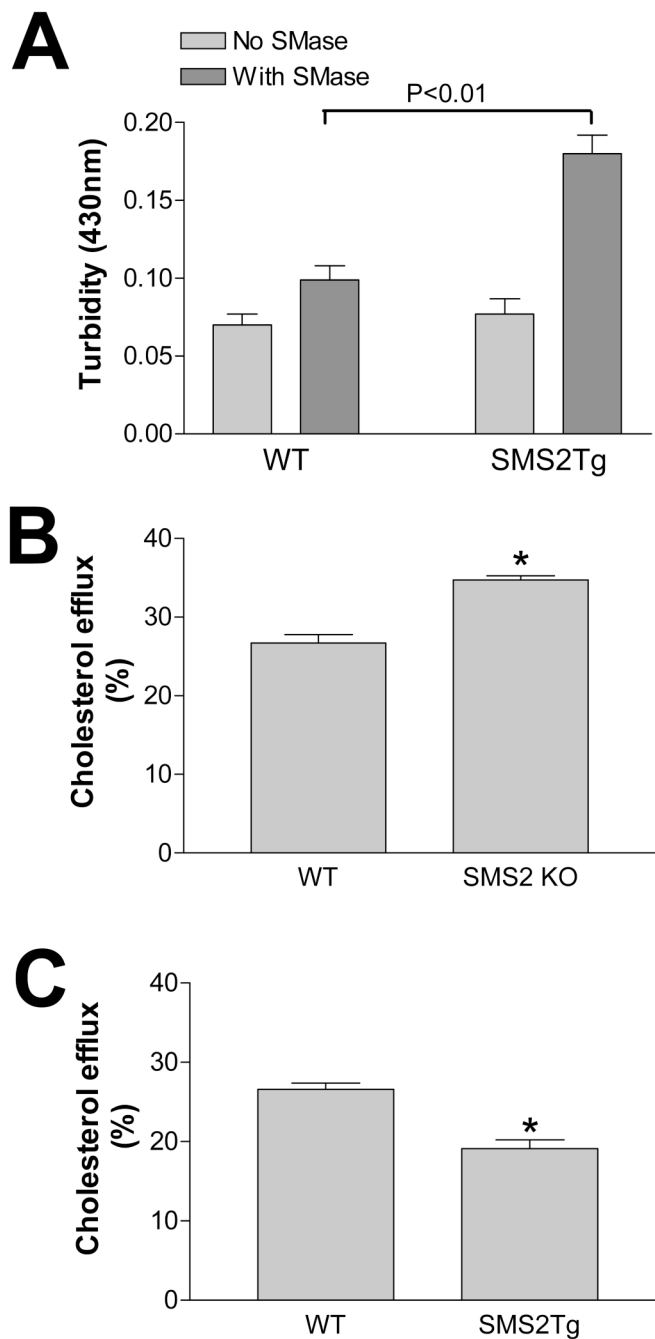 A
No SMase
With SMase
P<0.01
Turbidity (430nm)
0.20
0.15
0.10
0.05
0.00
WT SMS2Tg
B
Cholesterol efflux
(%)
40
30
20
10
0
*
WT SMS2 KO
C
Cholesterol efflux
(%)
40
30
20
10
0
*
WT SMS2Tg